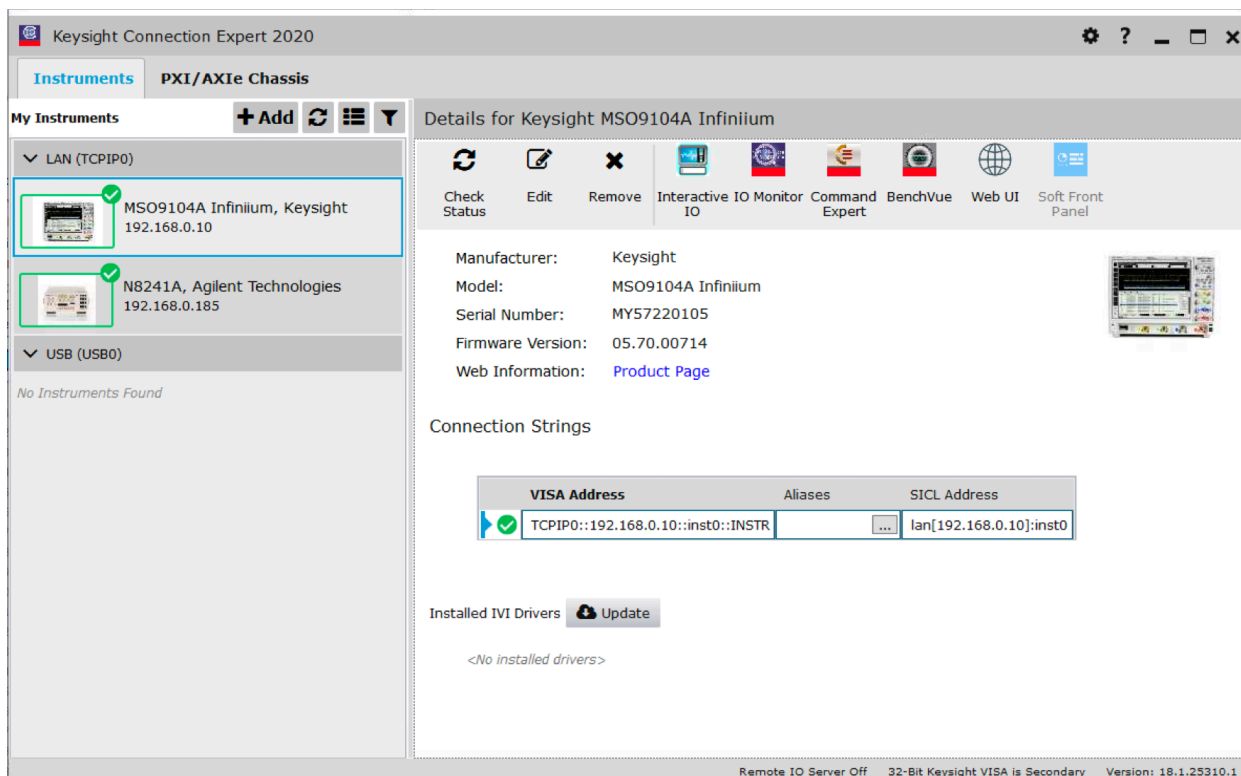 Keysight Connection Expert 2020
Instruments
PXI/AXIe Chassis
My Instruments
Add
LAN (TCPIP0)
MSO9104A Infiniium, Keysight
192.168.0.10
N8241A, Agilent Technologies
192.168.0.185
USB (USB0)
No Instruments Found
Details for Keysight MSO9104A Infiniium
Check Status
Edit
Remove
Interactive IO
IO Monitor
Command Expert
BenchVue
Web UI
Soft Front Panel
Manufacturer: Keysight
Model: MSO9104A Infiniium
Serial Number: MY57220105
Firmware Version: 05.70.00714
Web Information: Product Page
Connection Strings
VISA Address Aliases SICL Address
TCPIP0::192.168.0.10::inst0::INSTR ... lan[192.168.0.10]:inst0
Installed IVI Drivers Update
<No installed drivers>
Remote IO Server Off 32-Bit Keysight VISA is Secondary Version: 18.1.25310.1